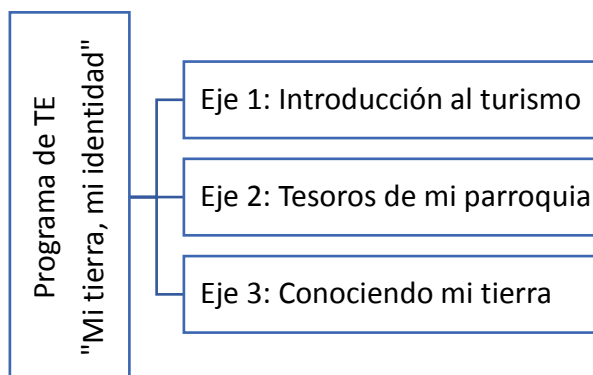 Programa de TE
"Mi tierra, mi identidad"
Eje 1: Introducción al turismo
Eje 2: Tesoros de mi parroquia
Eje 3: Conociendo mi tierra